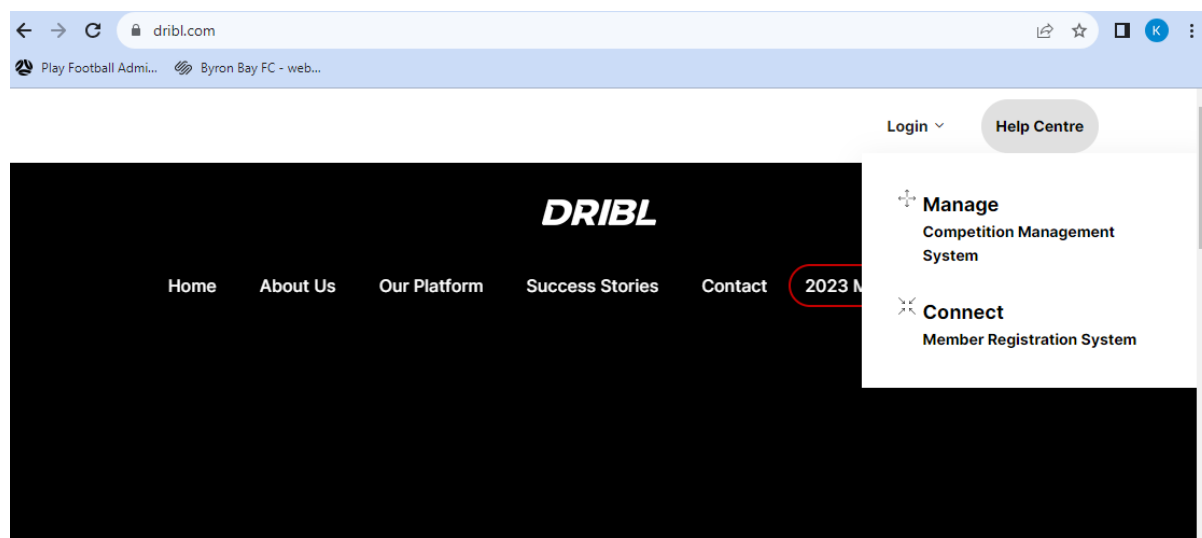 dribl.com
K
Play Football Admi... Byron Bay FC - web...
Login Help Centre
DRIBL
Home About Us Our Platform Success Stories Contact 2023 M
Manage
Competition Management
System
Connect
Member Registration System